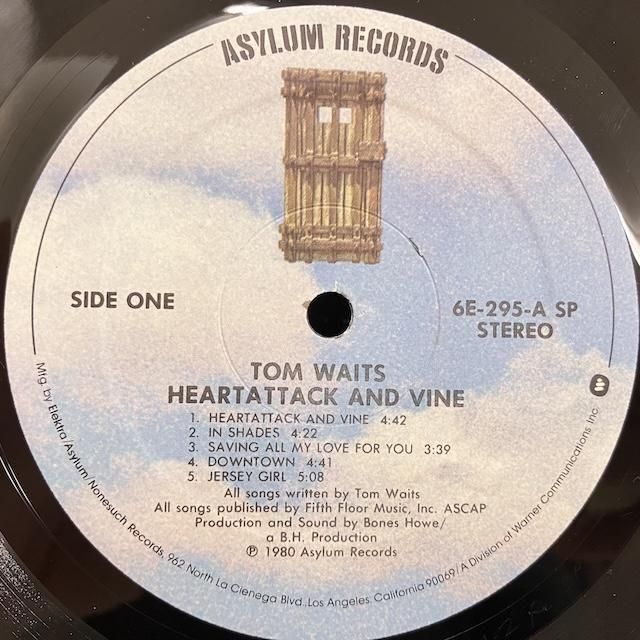 ASYLUM RECORDS
SIDE ONE
6E-295-A SP
STEREO
TOM WAITS
HEARTATTACK AND VINE
1. HEARTATTACK AND VINE 4:42
2. IN SHADES 4:22
3. SAVING ALL MY LOVE FOR YOU 3:39
4. DOWNTOWN 4:41
5. JERSEY GIRL 5:08
All songs written by Tom Waits
All songs published by Fifth Floor Music, Inc. ASCAP
Production and Sound by Bones Howe/
a B.H. Production
℗ 1980 Asylum Records
Mfg. by Elektra/Asylum Nonesuch Records, 962 North La Cienega Blvd., Los Angeles, California 90069/A Division of Warner Communications Inc.